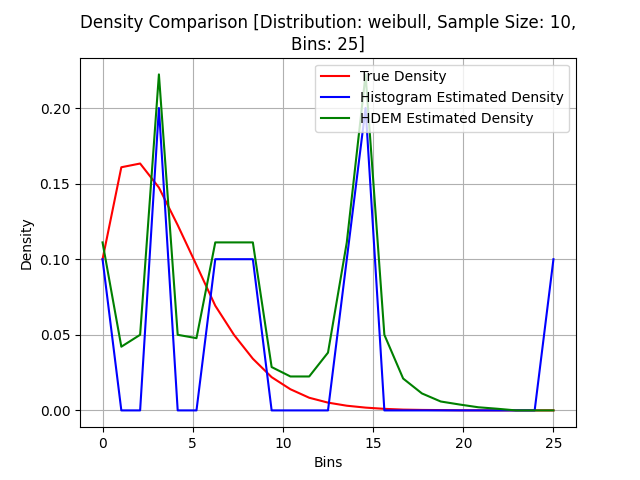 Density Comparison [Distribution: weibull, Sample Size: 10,
Bins: 25]
True Density
Histogram Estimated Density
HDEM Estimated Density
Density
0.20
0.15
0.10
0.05
0.00
0
5
10
15
20
25
Bins